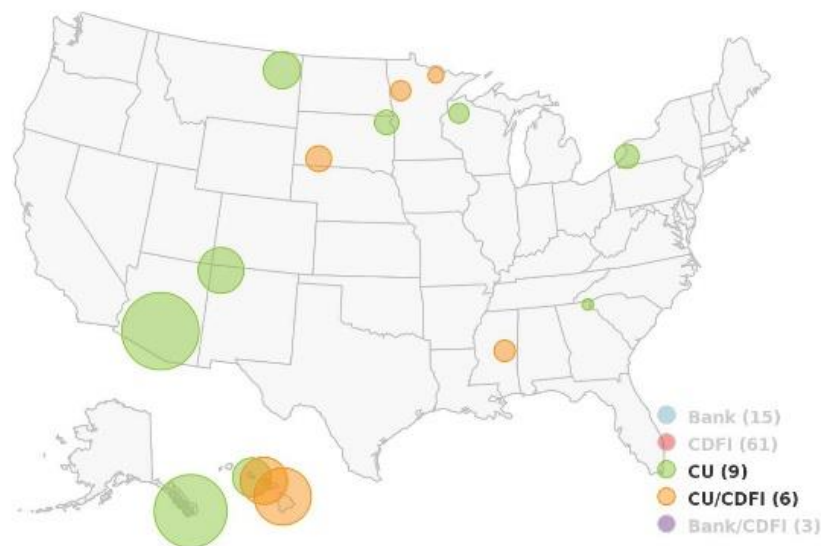 Bank (15)
CDFI (61)
CU (9)
CU/CDFI (6)
Bank/CDFI (3)